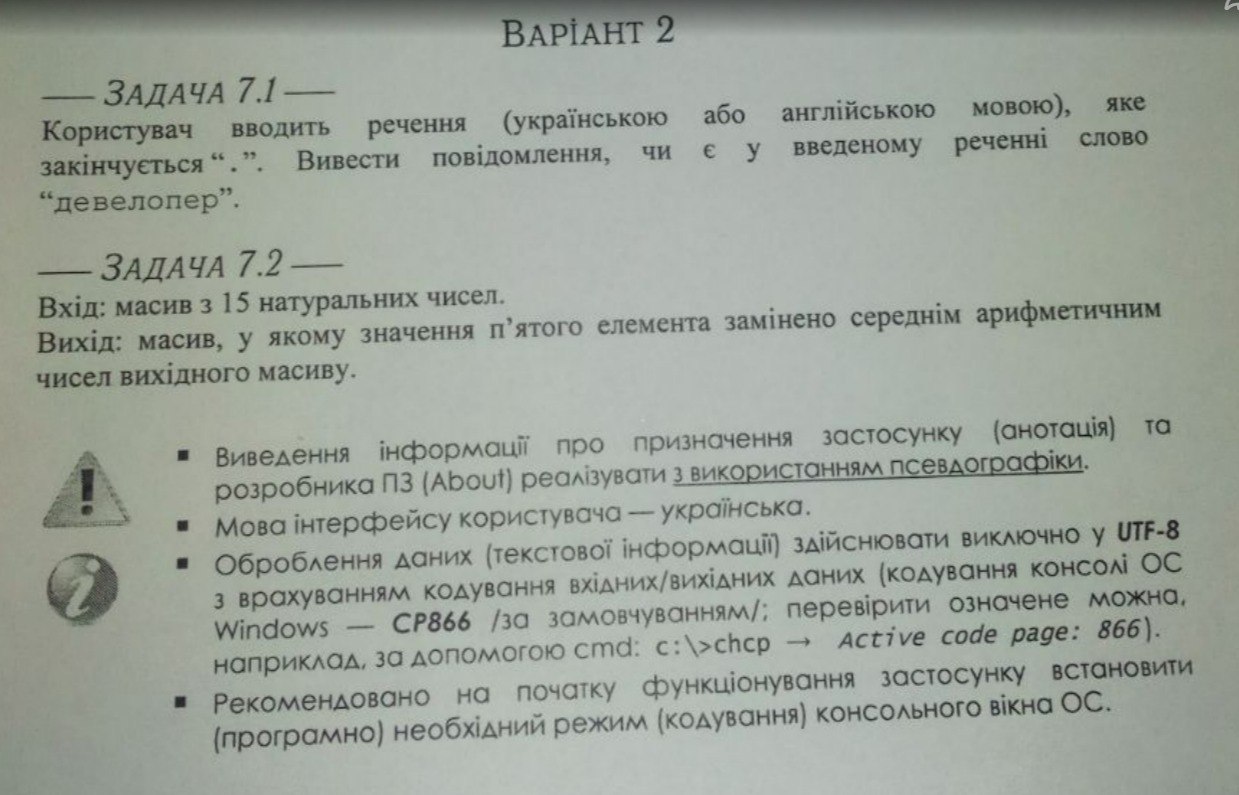 ВАРІАНТ 2
— ЗАДАЧА 7.1 —
Користувач вводить речення (українською або англійською мовою), яке
закінчується “.”. Вивести повідомлення, чи є у введеному реченні слово
“девелопер”.
— ЗАДАЧА 7.2 —
Вхід: масив з 15 натуральних чисел.
Вихід: масив, у якому значення п’ятого елемента замінено середнім арифметичним
чисел вихідного масиву.
▪ Виведення інформації про призначення застосунку (анотація) та
розробника ПЗ (About) реалізувати з використанням псевдографіки.
▪ Мова інтерфейсу користувача — українська.
▪ Оброблення даних (текстової інформації) здійснювати виключно у UTF-8
з врахуванням кодування вхідних/вихідних даних (кодування консолі ОС
Windows — CP866 /за замовчуванням/; перевірити означене можна,
наприклад, за допомогою cmd: c:\>chcp → Active code page: 866).
▪ Рекомендовано на початку функціонування застосунку встановити
(програмно) необхідний режим (кодування) консольного вікна ОС.